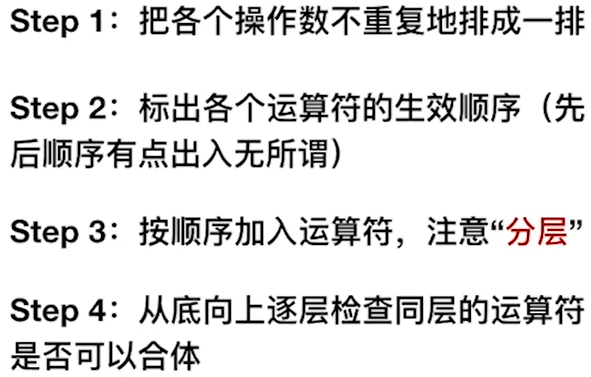 Step 1：把各个操作数不重复地排成一排
Step 2：标出各个运算符的生效顺序（先
后顺序有点出入无所谓）
Step 3：按顺序加入运算符，注意“分层”
Step 4：从底向上逐层检查同层的运算符
是否可以合体